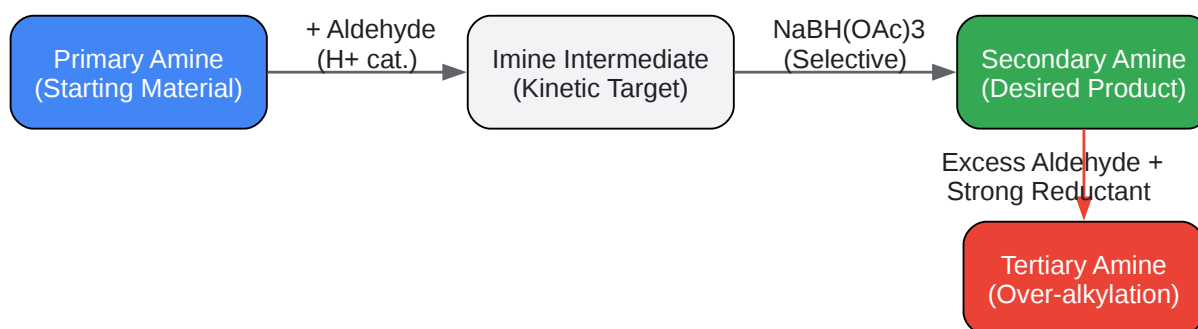 Primary Amine
(Starting Material)
+ Aldehyde
(H+ cat.)
Imine Intermediate
(Kinetic Target)
NaBH(OAc)3
(Selective)
Secondary Amine
(Desired Product)
Excess Aldehyde +
Strong Reductant
Tertiary Amine
(Over-alkylation)